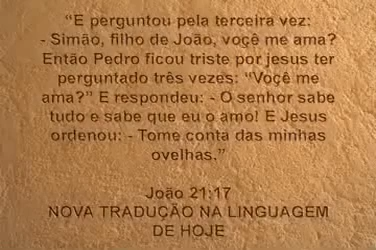 “E perguntou pela terceira vez:
- Simão, filho de João, voçê me ama?
Então Pedro ficou triste por jesus ter
perguntado três vezes: “Voçê me
ama?” E respondeu: - O senhor sabe
tudo e sabe que eu o amo! E Jesus
ordenou: - Tome conta das minhas
ovelhas.”
João 21:17
NOVA TRADUÇÃO NA LINGUAGEM
DE HOJE